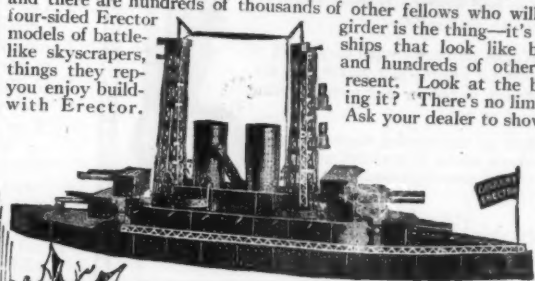 and there are hundreds of thousands of other fellows who will
four-sided Erector girder is the thing—it's
models of battle- ships that look like b
like skyscrapers, and hundreds of other
things they rep- resent. Look at the b
you enjoy build- ing it? There's no lim
with Erector. Ask your dealer to show
ERECTOR